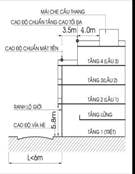 MÁI CHE CẦU THANG
CAO ĐỘ CHUẨN TẦNG CAO TỐI ĐA
3.5m 4.0m
CAO ĐỘ CHUẨN MẶT TIỀN
TẦNG 4 (LẦU 3)
TẦNG 3 (LẦU 2)
RANH LỘ GIỚI
TẦNG 2 (LẦU 1)
TẦNG LỬNG
5.8m
CAO ĐỘ VỈA HÈ
TẦNG 1 (TRỆT)
L<6m